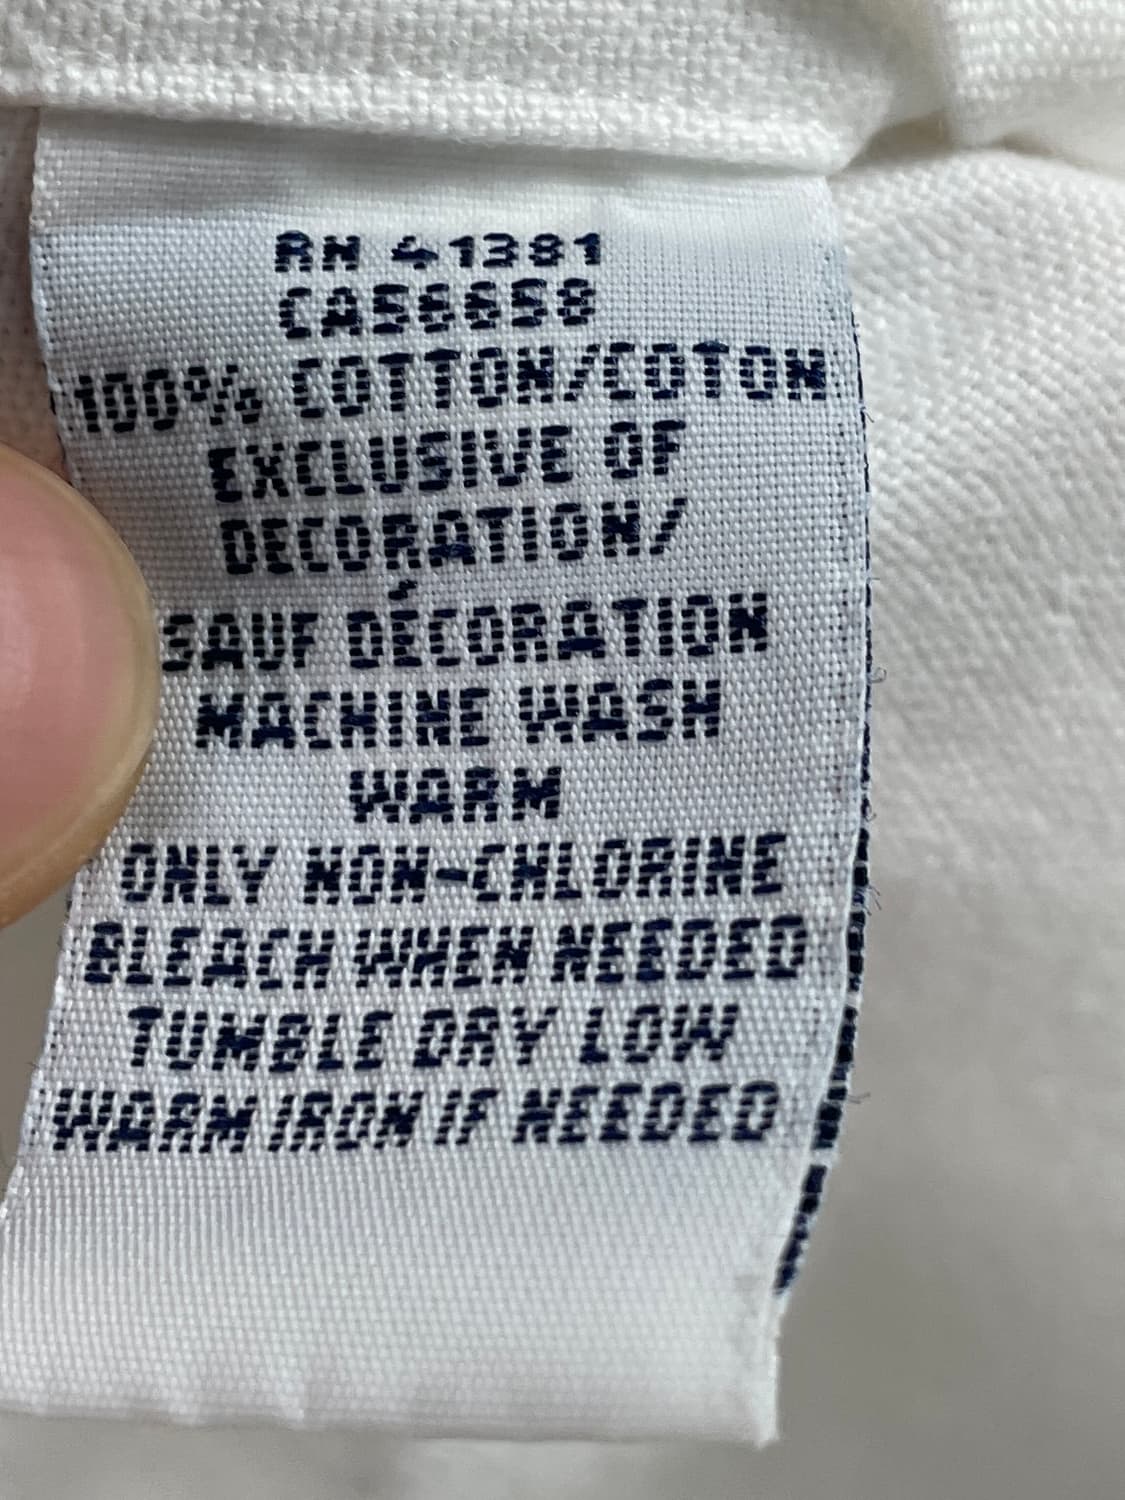 RN 41381
CA56658
100% COTTON/COTON
EXCLUSIVE OF
DECORATION/
SAUF DÉCORATION
MACHINE WASH
WARM
ONLY NON-CHLORINE
BLEACH WHEN NEEDED
TUMBLE DRY LOW
WARM IRON IF NEEDED